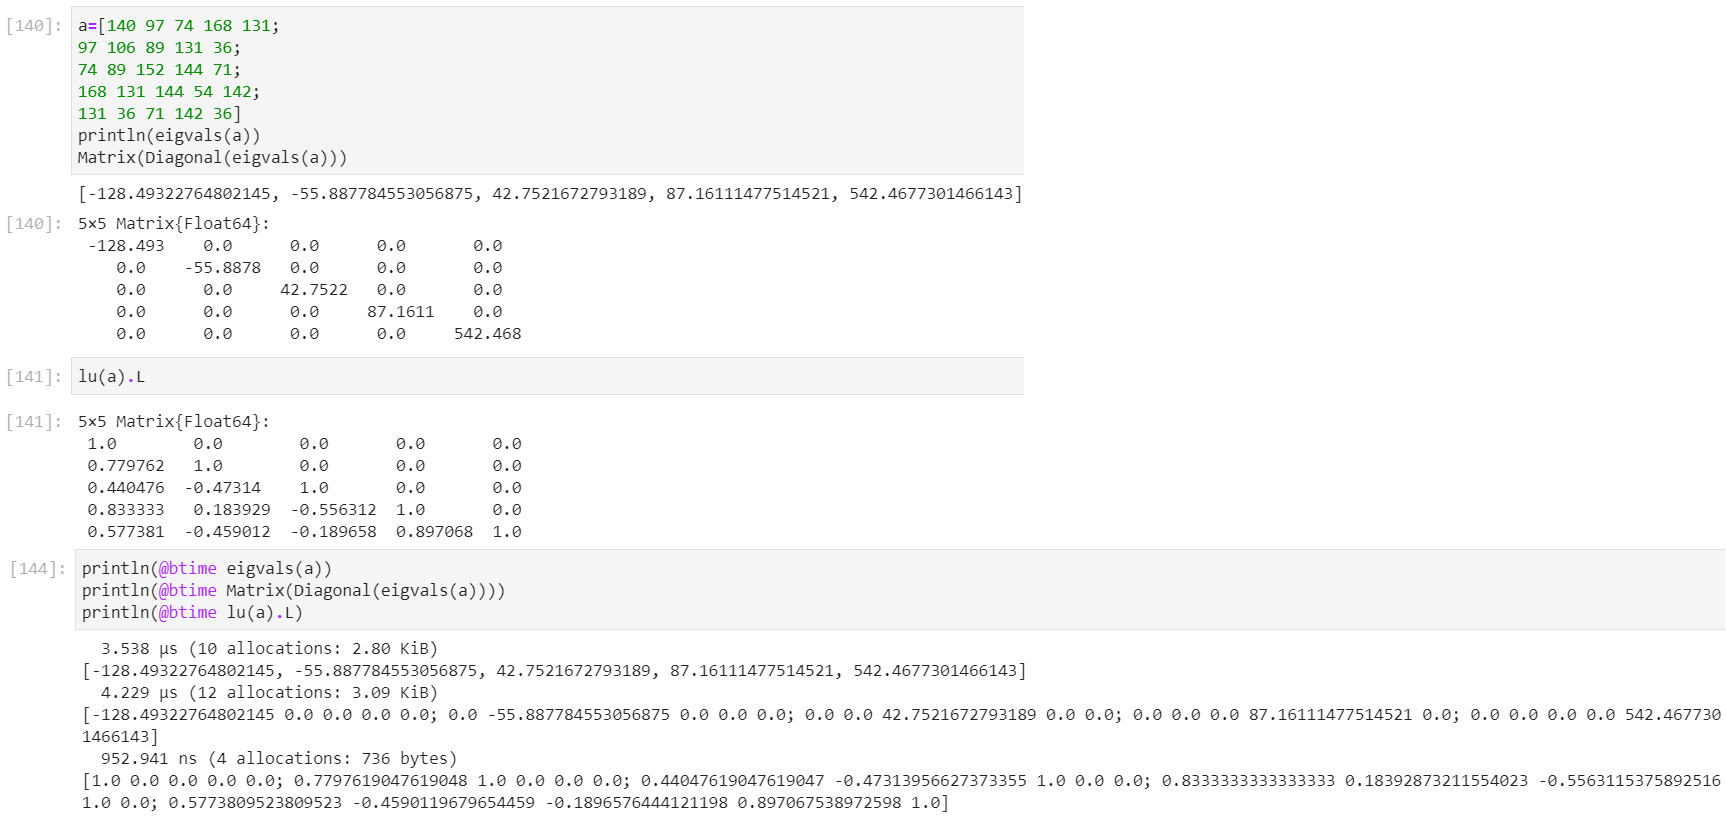 [140]: a=[140 97 74 168 131;
97 106 89 131 36;
74 89 152 144 71;
168 131 144 54 142;
131 36 71 142 36]
println(eigvals(a))
Matrix(Diagonal(eigvals(a)))
[-128.49322764802145, -55.887784553056875, 42.7521672793189, 87.16111477514521, 542.4677301466143]
[140]: 5×5 Matrix{Float64}:
-128.493 0.0 0.0 0.0 0.0
0.0 -55.8878 0.0 0.0 0.0
0.0 0.0 42.7522 0.0 0.0
0.0 0.0 0.0 87.1611 0.0
0.0 0.0 0.0 0.0 542.468
[141]: lu(a).L
[141]: 5×5 Matrix{Float64}:
1.0 0.0 0.0 0.0 0.0
0.779762 1.0 0.0 0.0 0.0
0.440476 -0.47314 1.0 0.0 0.0
0.833333 0.183929 -0.556312 1.0 0.0
0.577381 -0.459012 -0.189658 0.897068 1.0
[144]: println(@btime eigvals(a))
println(@btime Matrix(Diagonal(eigvals(a))))
println(@btime lu(a).L)
3.538 μs (10 allocations: 2.80 KiB)
[-128.49322764802145, -55.887784553056875, 42.7521672793189, 87.16111477514521, 542.4677301466143]
4.229 μs (12 allocations: 3.09 KiB)
[-128.49322764802145 0.0 0.0 0.0 0.0; 0.0 -55.887784553056875 0.0 0.0 0.0; 0.0 0.0 42.7521672793189 0.0 0.0; 0.0 0.0 0.0 87.16111477514521 0.0; 0.0 0.0 0.0 0.0 542.467730
1466143]
952.941 ns (4 allocations: 736 bytes)
[1.0 0.0 0.0 0.0 0.0; 0.7797619047619048 1.0 0.0 0.0 0.0; 0.44047619047619047 -0.47313956627373355 1.0 0.0 0.0; 0.8333333333333334 0.18392873211554023 -0.5563115375892516
1.0 0.0; 0.5773809523809523 -0.4590119679654459 -0.1896576444121198 0.897067538972598 1.0]